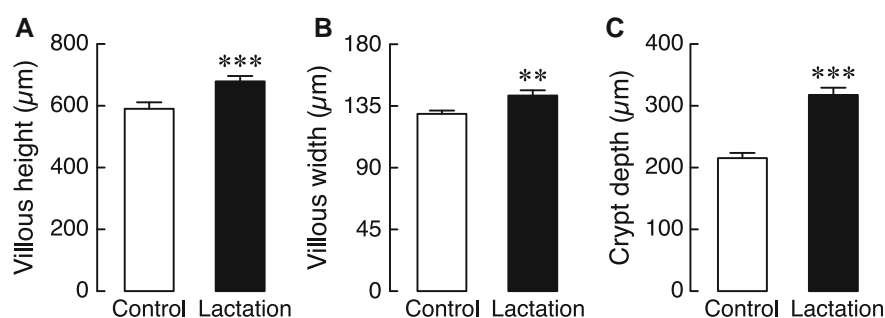 A
Villous height (μm)
800
600
400
200
0
***
Control
Lactation
B
Villous width (μm)
180
135
90
45
0
**
Control
Lactation
C
Crypt depth (μm)
400
300
200
100
0
***
Control
Lactation